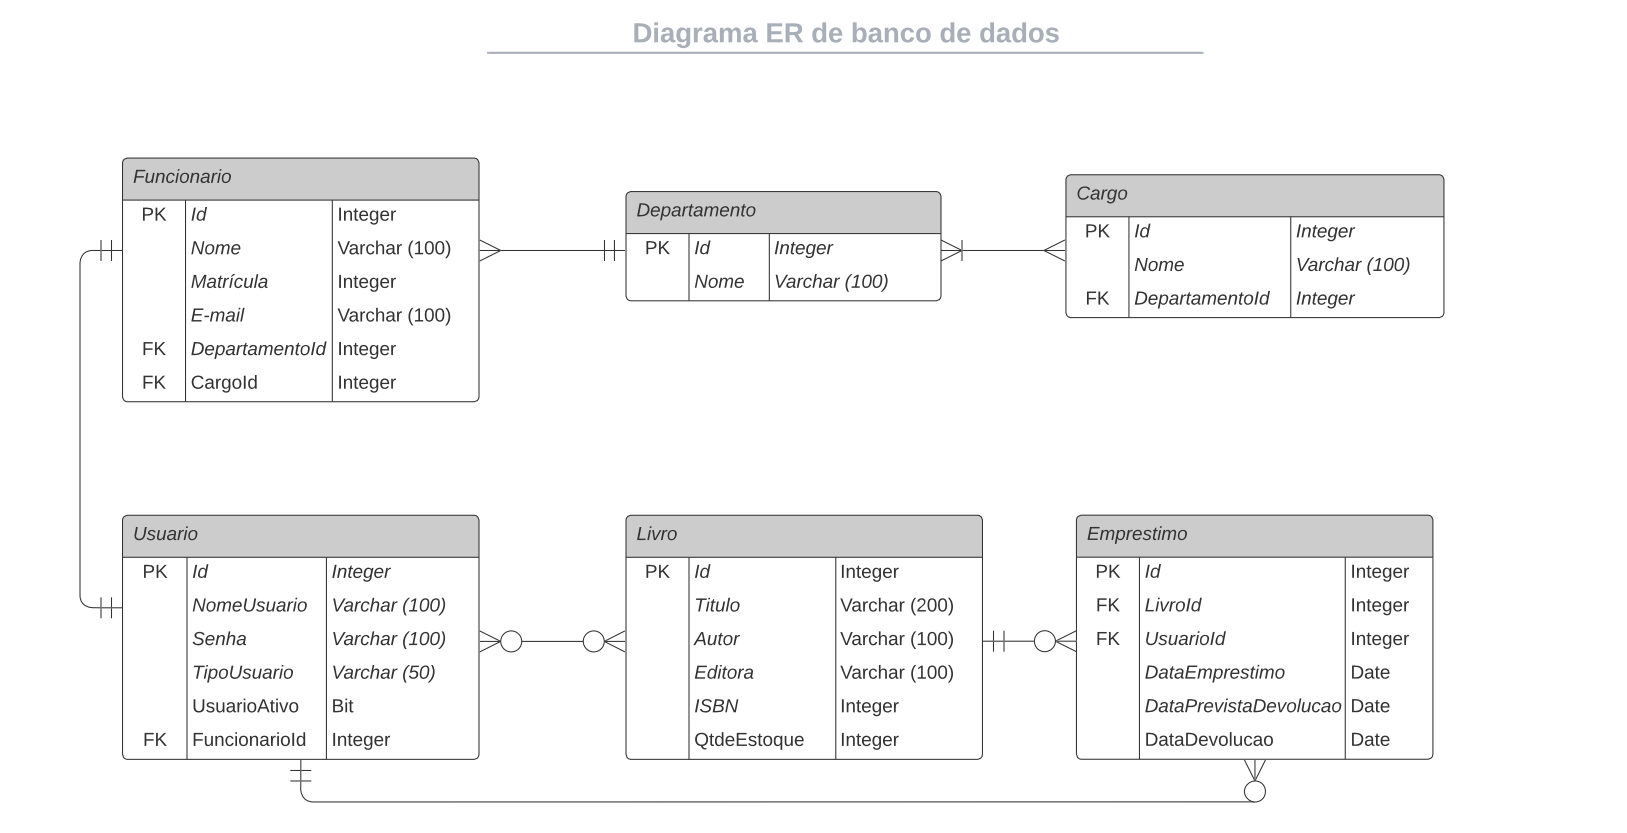 Diagrama ER de banco de dados
Funcionario
PK Id Integer
Nome Varchar (100)
Matrícula Integer
E-mail Varchar (100)
FK DepartamentoId Integer
FK CargoId Integer
Departamento
PK Id Integer
Nome Varchar (100)
Cargo
PK Id Integer
Nome Varchar (100)
FK DepartamentoId Integer
Usuario
PK Id Integer
NomeUsuario Varchar (100)
Senha Varchar (100)
TipoUsuario Varchar (50)
UsuarioAtivo Bit
FK FuncionarioId Integer
Livro
PK Id Integer
Titulo Varchar (200)
Autor Varchar (100)
Editora Varchar (100)
ISBN Integer
QtdeEstoque Integer
Emprestimo
PK Id Integer
FK LivroId Integer
FK UsuarioId Integer
DataEmprestimo Date
DataPrevistaDevolucao Date
DataDevolucao Date